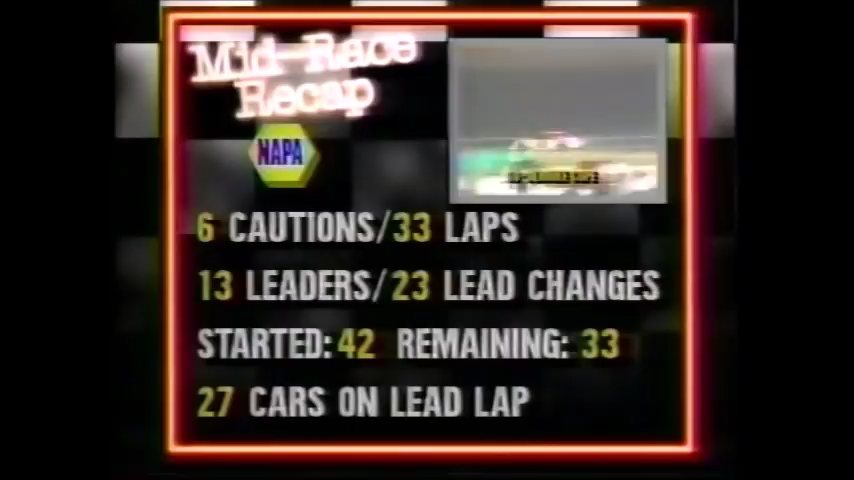 Mid-Race
Recap
NAPA
6 CAUTIONS/33 LAPS
13 LEADERS/23 LEAD CHANGES
STARTED: 42 REMAINING: 33
27 CARS ON LEAD LAP